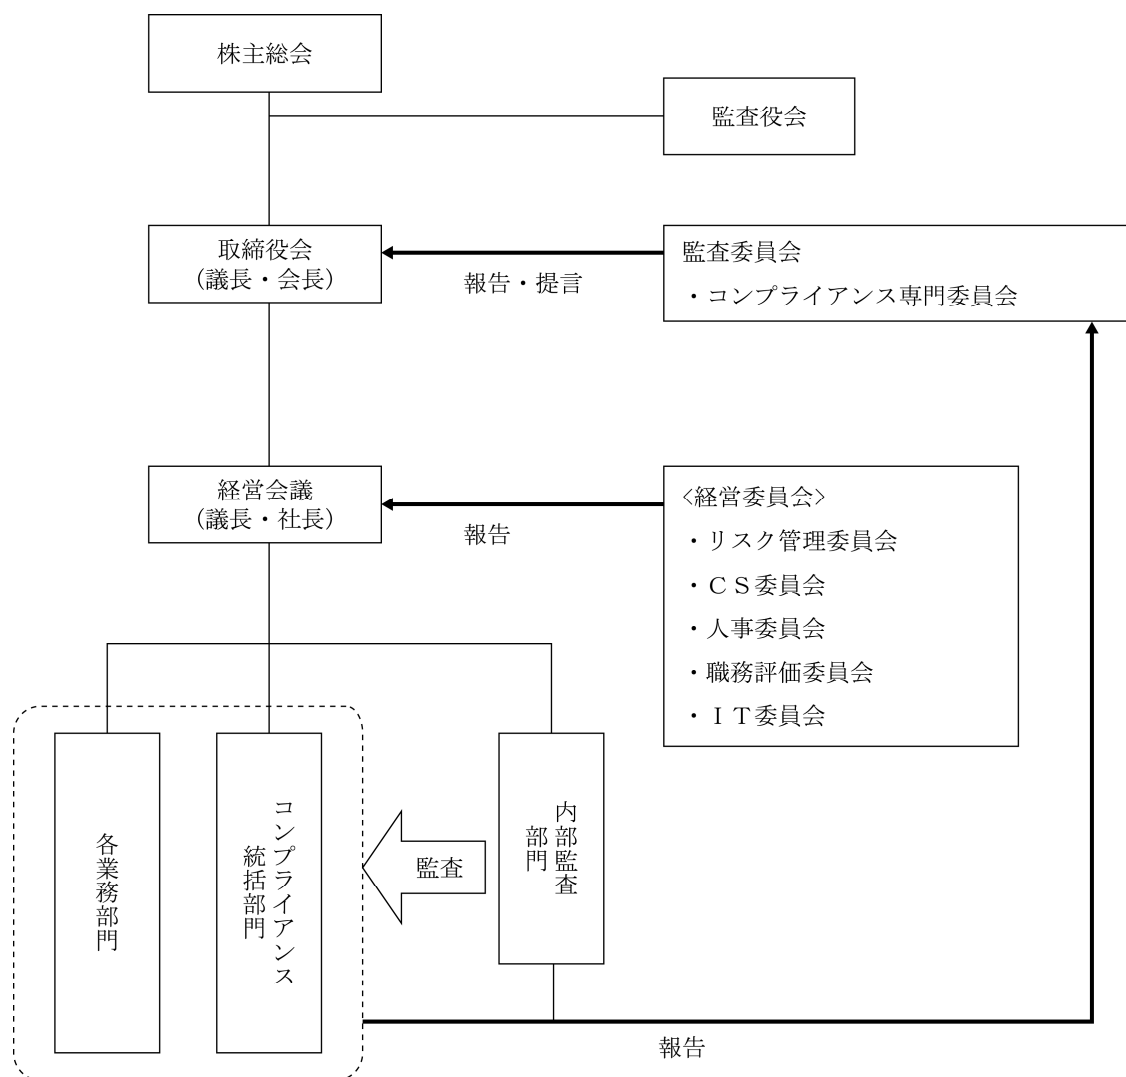 株主総会
監査役会
取締役会
（議長・会長）
報告・提言
監査委員会
・コンプライアンス専門委員会
経営会議
（議長・社長）
報告
<経営委員会>
・リスク管理委員会
・ＣＳ委員会
・人事委員会
・職務評価委員会
・ＩＴ委員会
各業務部門
コンプライアンス
統括部門
監査
内部監査
部門
報告